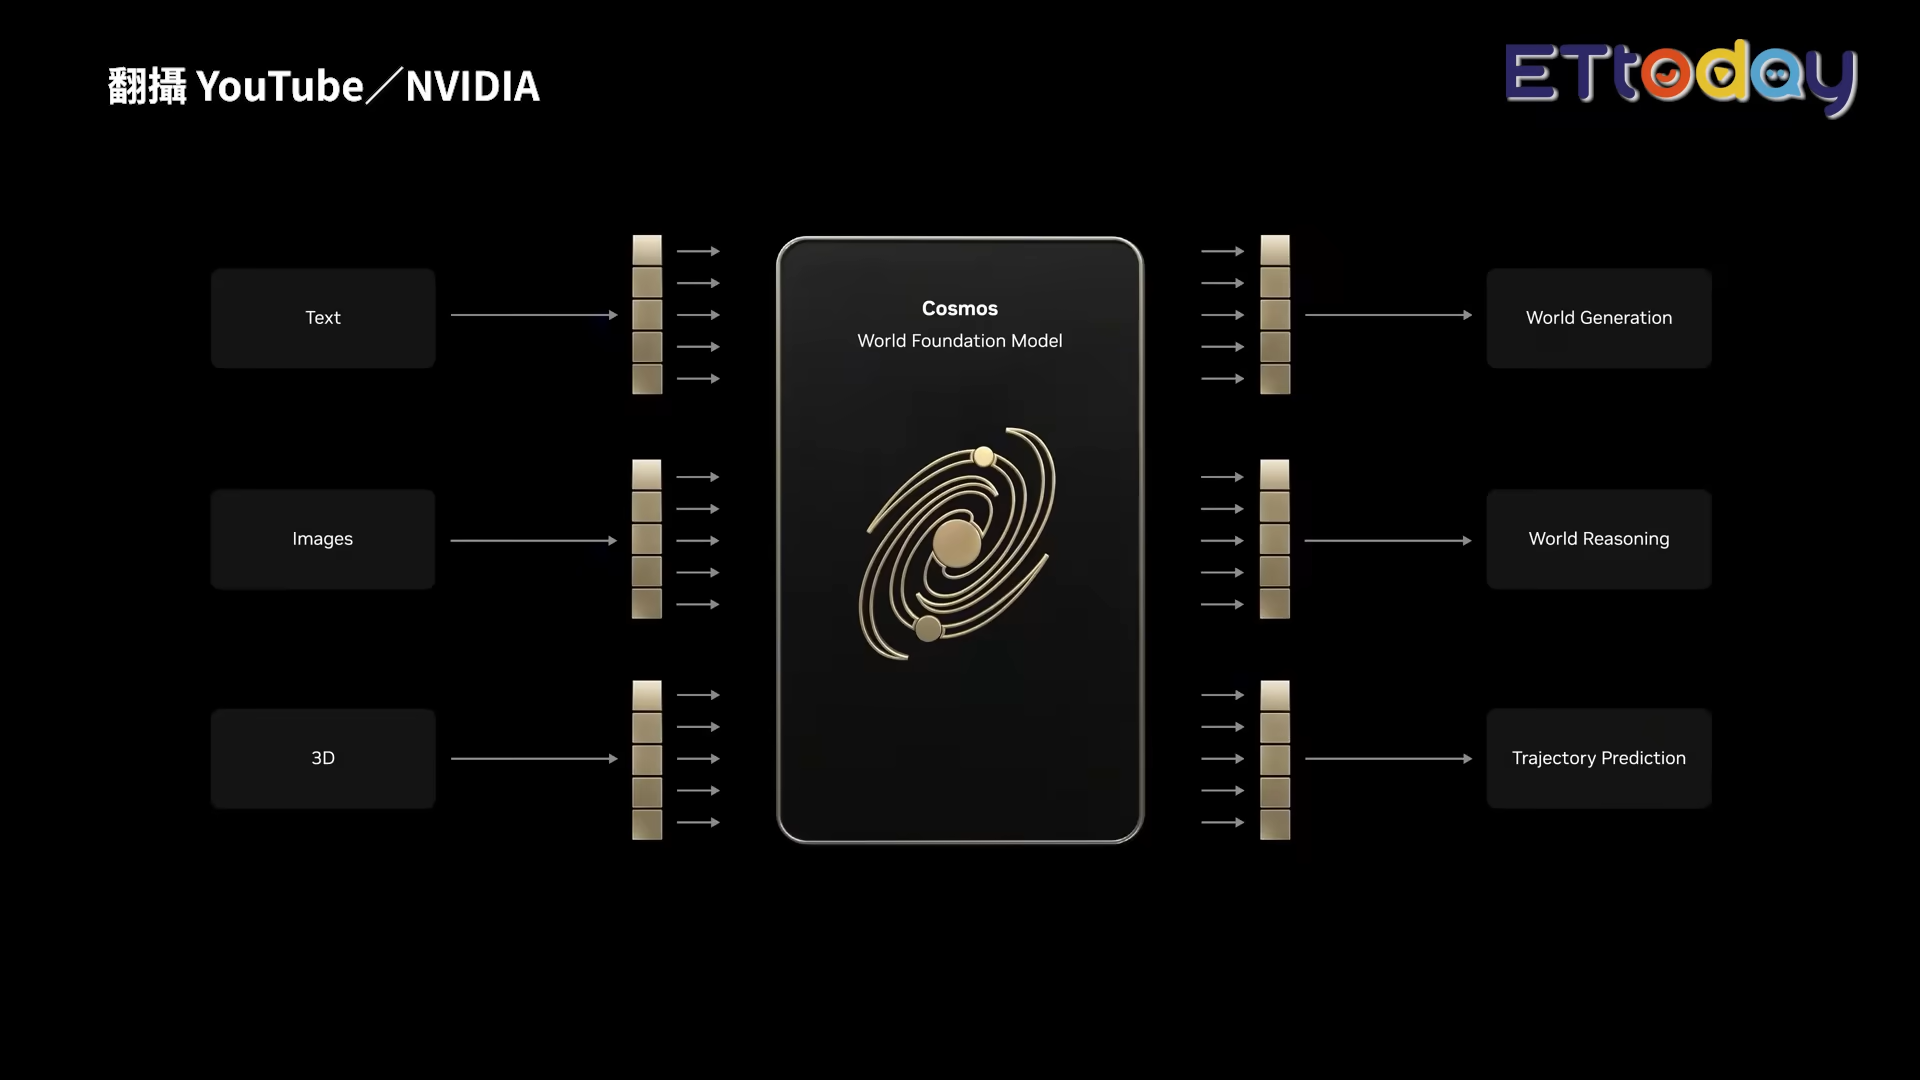 翻攝 YouTube／NVIDIA
ETtoday
Cosmos
World Foundation Model
Text
Images
3D
World Generation
World Reasoning
Trajectory Prediction